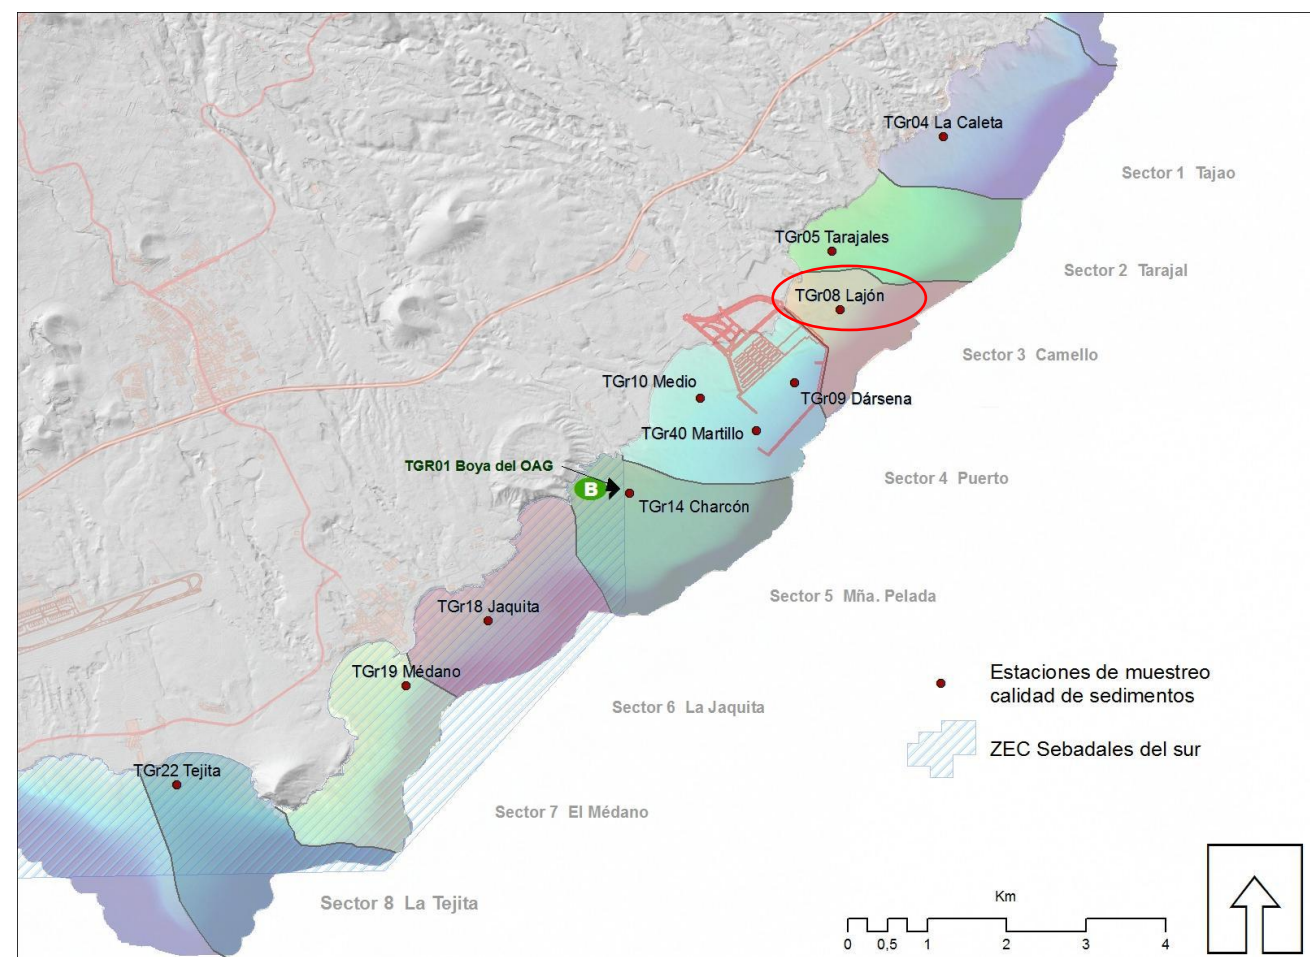 TGr04 La Caleta
Sector 1 Tajao
TGr05 Tarajales
Sector 2 Tarajal
TGr08 Lajón
Sector 3 Camello
TGr10 Medio
TGr09 Dársena
TGr40 Martillo
TGR01 Boya del OAG
B
Sector 4 Puerto
TGr14 Charcón
Sector 5 Mña. Pelada
TGr18 Jaquita
TGr19 Médano
Estaciones de muestreo
calidad de sedimentos
Sector 6 La Jaquita
ZEC Sebadales del sur
TGr22 Tejita
Sector 7 El Médano
Sector 8 La Tejita
Km
0 0,5 1 2 3 4